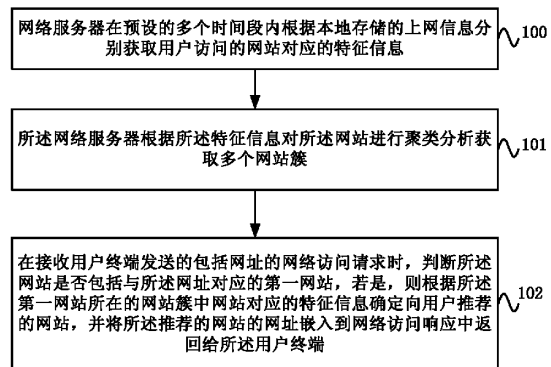 网络服务器在预设的多个时间段内根据本地存储的上网信息分
别获取用户访问的网站对应的特征信息
100
所述网络服务器根据所述特征信息对所述网站进行聚类分析获
取多个网站簇
101
在接收用户终端发送的包括网址的网络访问请求时，判断所述
网站是否包括与所述网址对应的第一网站，若是，则根据所述
第一网站所在的网站簇中网站对应的特征信息确定向用户推荐
的网站，并将所述推荐的网站的网址嵌入到网络访问响应中返
回给所述用户终端
102